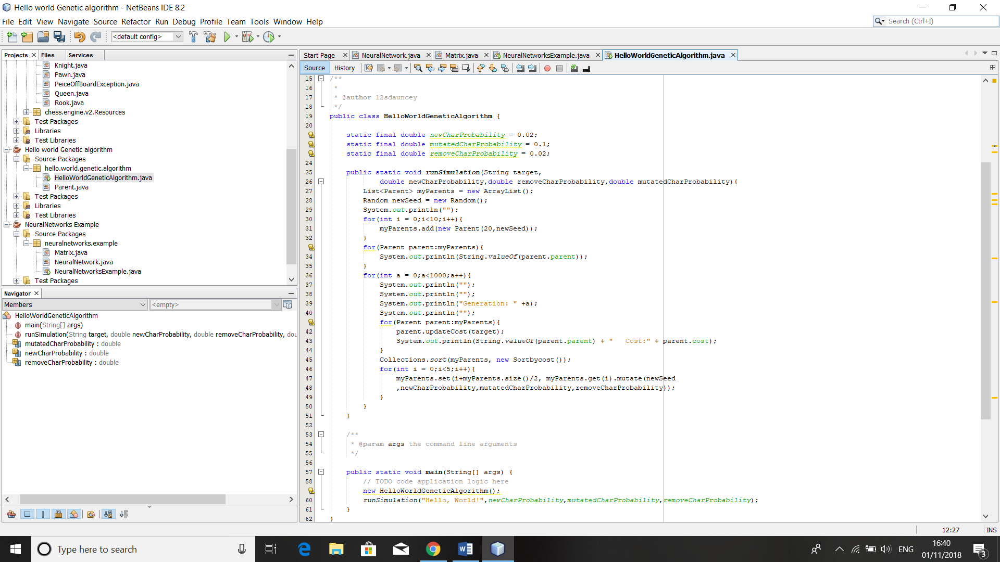 Hello world Genetic algorithm - NetBeans IDE 8.2
File Edit View Navigate Source Refactor Run Debug Profile Team Tools Window Help
Search (Ctrl+I)
<default config>
Projects Files Services
Knight.java
Pawn.java
PeiceOffBoardException.java
Queen.java
Rook.java
chess.engine.v2.Resources
Test Packages
Libraries
Test Libraries
Hello world Genetic algorithm
Source Packages
hello.world.genetic.algorithm
HelloWorldGeneticAlgorithm.java
Parent.java
Test Packages
Libraries
Test Libraries
NeuralNetworks Example
Source Packages
neuralnetworks.example
Matrix.java
NeuralNetwork.java
NeuralNetworksExample.java
Test Packages
Navigator
Members <empty>
HelloWorldGeneticAlgorithm
main(String[] args)
runSimulation(String target, double newCharProbability, double removeCharProbability, dou
mutatedCharProbability : double
newCharProbability : double
removeCharProbability : double
Start Page NeuralNetwork.java Matrix.java NeuralNetworksExample.java HelloWorldGeneticAlgorithm.java
Source History
15 /**
16 *
17 * @author 12sdauncey
18 */
19 public class HelloWorldGeneticAlgorithm {
20
static final double newCharProbability = 0.02;
static final double mutatedCharProbability = 0.1;
static final double removeCharProbability = 0.02;
24
25 public static void runSimulation(String target,
26 double newCharProbability,double removeCharProbability,double mutatedCharProbability){
27 List<Parent> myParents = new ArrayList();
28 Random newSeed = new Random();
29 System.out.println("");
30 for(int i = 0;i<10;i++){
31 myParents.add(new Parent(20,newSeed));
32 }
for(Parent parent:myParents){
34 System.out.println(String.valueOf(parent.parent));
35 }
36 for(int a = 0;a<1000;a++){
37 System.out.println("");
38 System.out.println("");
39 System.out.println("Generation: " +a);
40 System.out.println("");
for(Parent parent:myParents){
42 parent.updateCost(target);
43 System.out.println(String.valueOf(parent.parent) + "   Cost:" + parent.cost);
44 }
45 Collections.sort(myParents, new Sortbycost());
46 for(int i = 0;i<5;i++){
47 myParents.set(i+myParents.size()/2, myParents.get(i).mutate(newSeed
48 ,newCharProbability,mutatedCharProbability,removeCharProbability));
49 }
50 }
51 }
52
53 /**
54 * @param args the command line arguments
55 */
56
57 public static void main(String[] args) {
58 // TODO code application logic here
new HelloWorldGeneticAlgorithm();
60 runSimulation("Hello, World!",newCharProbability,mutatedCharProbability,removeCharProbability);
61 }
62 }
12:27 INS
Type here to search
ENG
16:40
01/11/2018
3